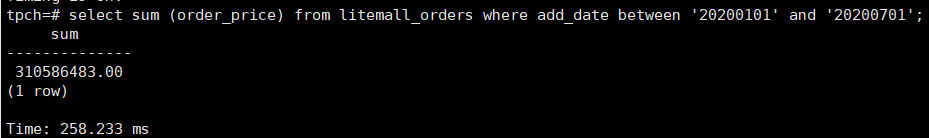 tpch=# select sum (order_price) from litemall_orders where add_date between '20200101' and '20200701';
sum
--------------
310586483.00
(1 row)
Time: 258.233 ms